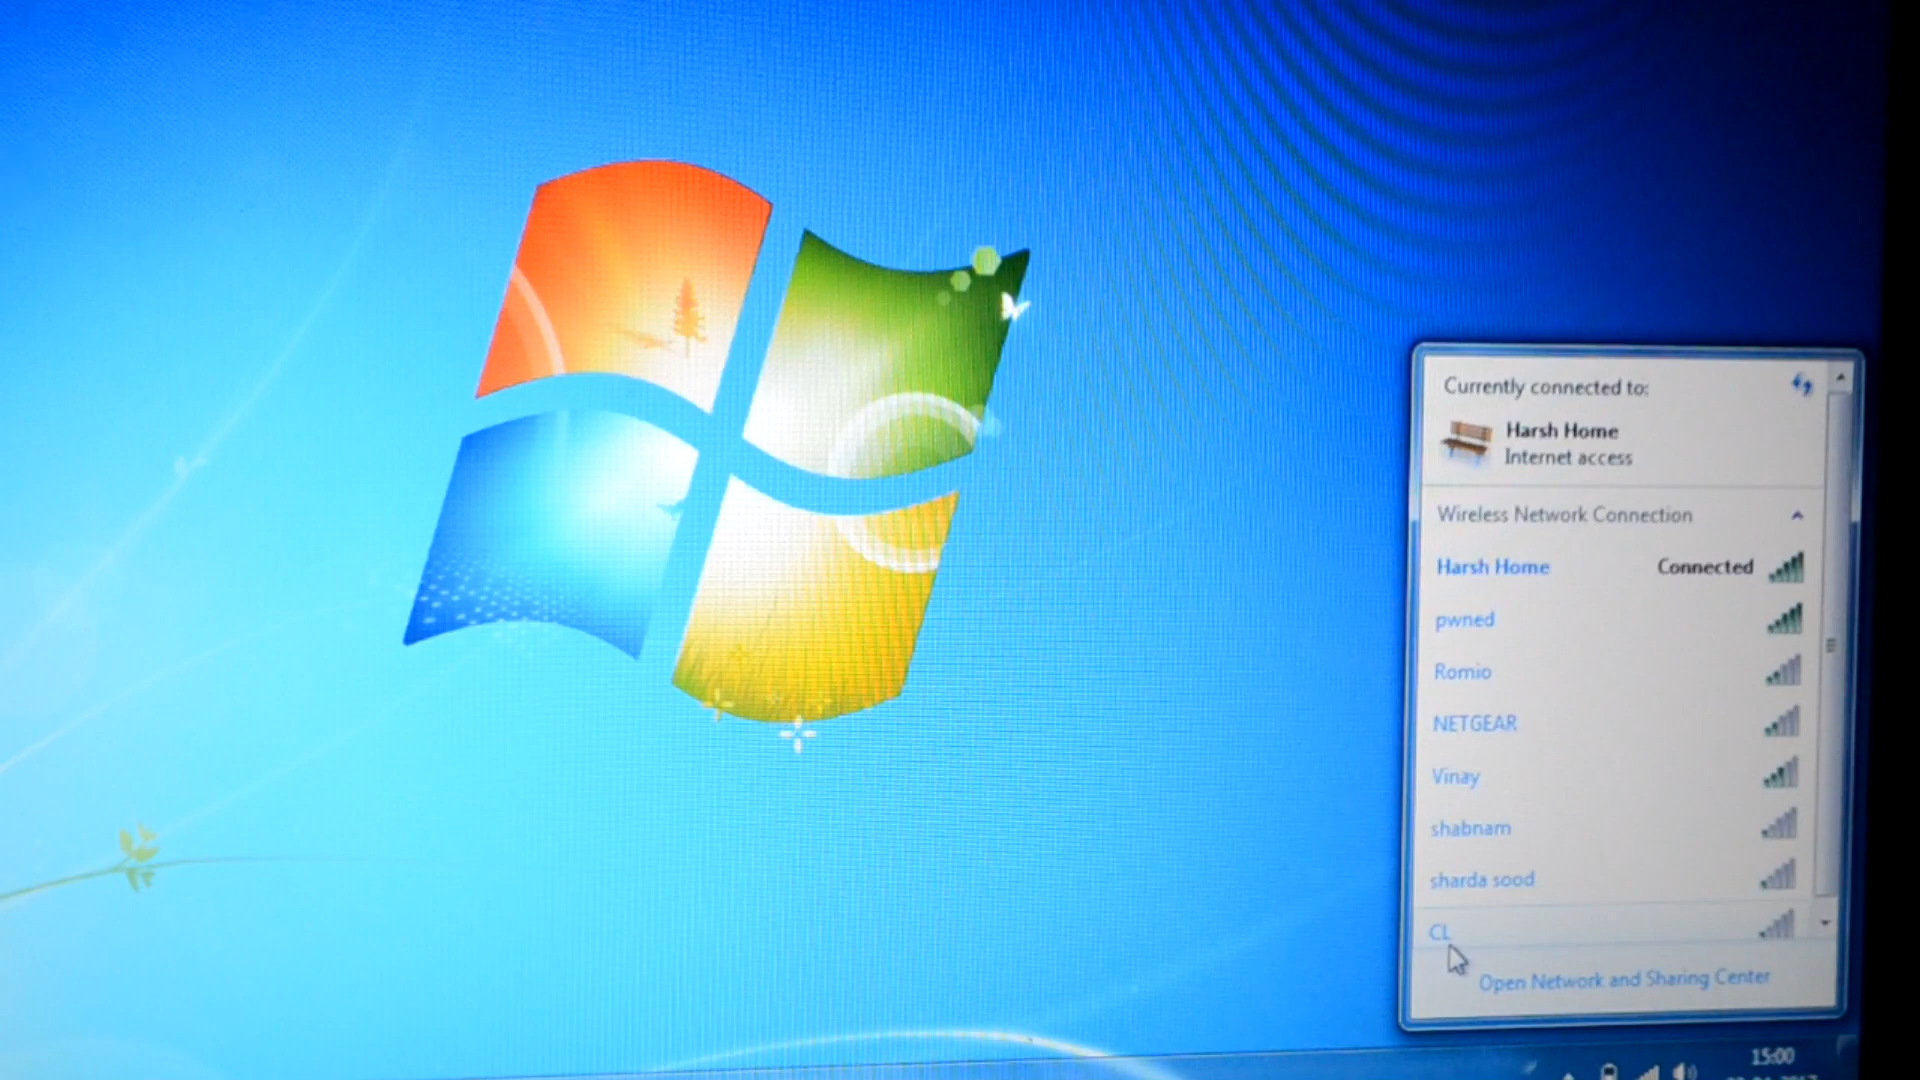 Currently connected to:
Harsh Home
Internet access
Wireless Network Connection
Harsh Home Connected
pwned
Romio
NETGEAR
Vinay
shabnam
sharda sood
CL
Open Network and Sharing Center
15:00